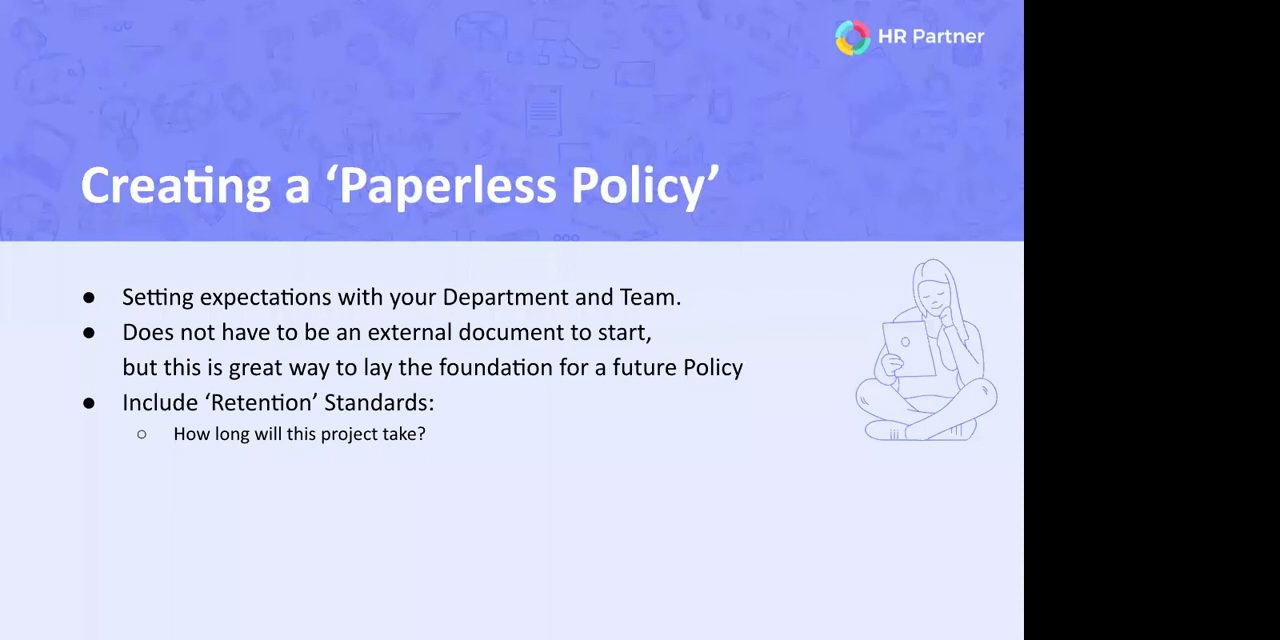 HR Partner
Creating a ‘Paperless Policy’
● Setting expectations with your Department and Team.
● Does not have to be an external document to start,
but this is great way to lay the foundation for a future Policy
● Include ‘Retention’ Standards:
○ How long will this project take?